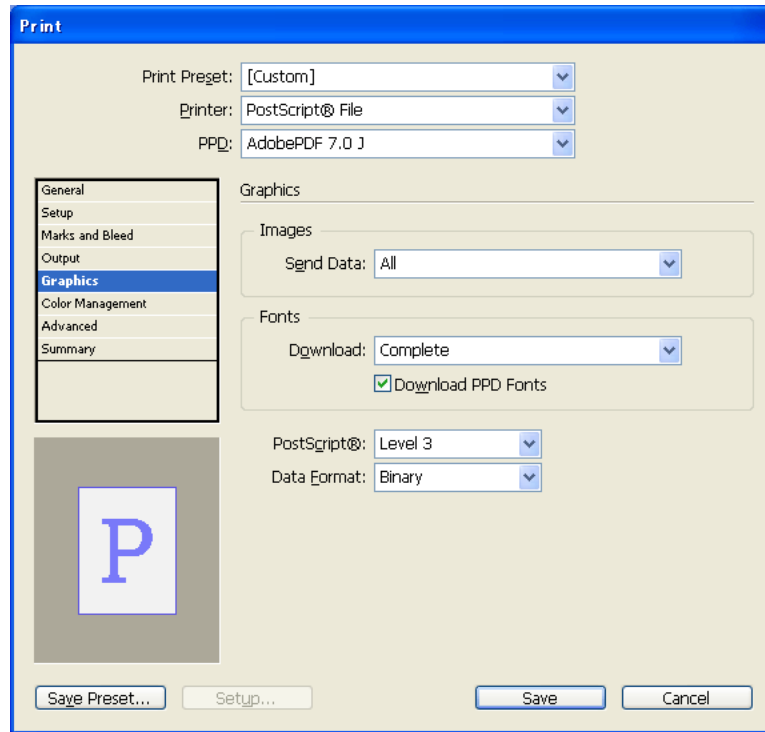 Print
Print Preset: [Custom]
Printer: PostScript® File
PPD: AdobePDF 7.0 J
General
Setup
Marks and Bleed
Output
Graphics
Color Management
Advanced
Summary
Graphics
Images
Send Data: All
Fonts
Download: Complete
Download PPD Fonts
PostScript®: Level 3
Data Format: Binary
P
Save Preset... Setup... Save Cancel